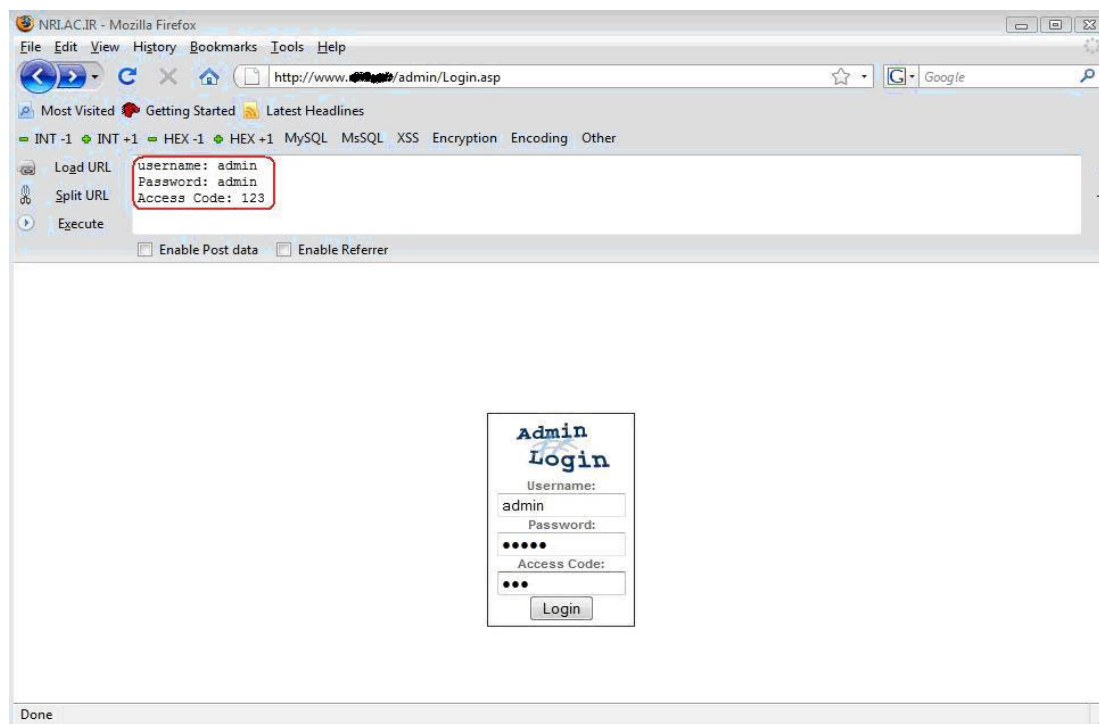 NRI.AC.IR - Mozilla Firefox
File Edit View History Bookmarks Tools Help
http://www. /admin/Login.asp
G Google
Most Visited Getting Started Latest Headlines
INT -1 INT +1 HEX -1 HEX +1 MySQL MsSQL XSS Encryption Encoding Other
Load URL
username: admin
Password: admin
Access Code: 123
Split URL
Execute
Enable Post data Enable Referrer
Admin
Login
Username:
admin
Password:
•••••
Access Code:
•••
Login
Done